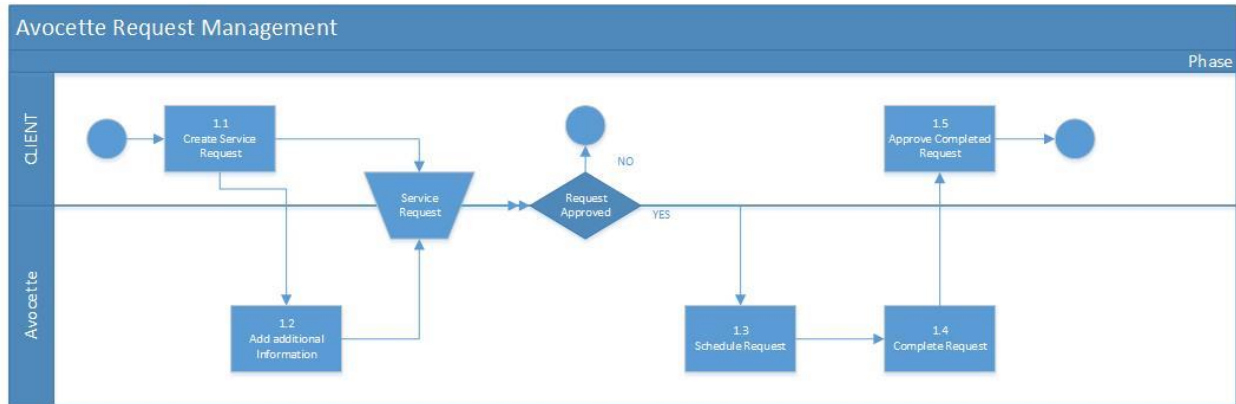 Avocette Request Management
Phase
CLIENT
1.1
Create Service
Request
Service
Request
NO
Request
Approved
YES
1.5
Approve Completed
Request
Avocette
1.2
Add additional
Information
1.3
Schedule Request
1.4
Complete Request